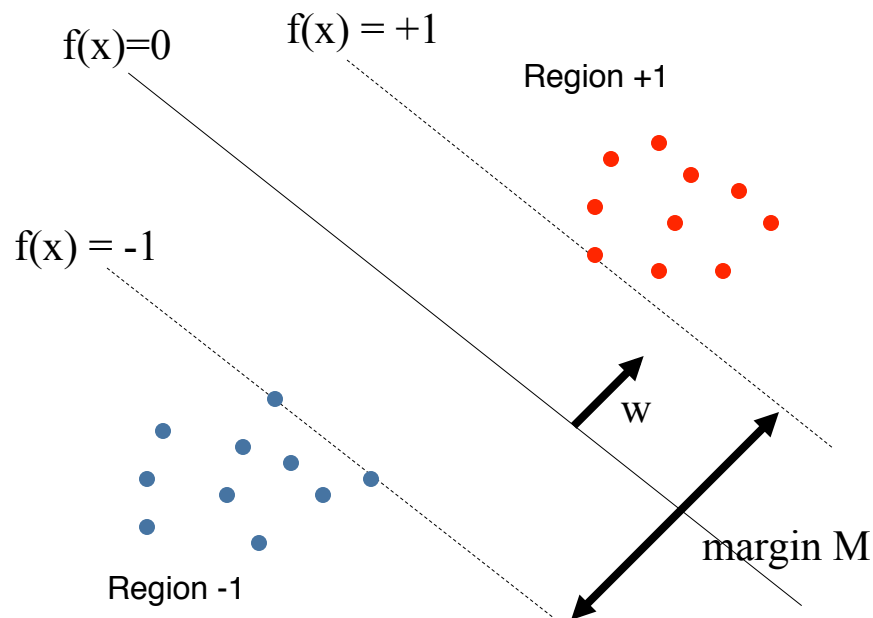 f(x)=0
f(x) = +1
Region +1
f(x) = -1
w
margin M
Region -1